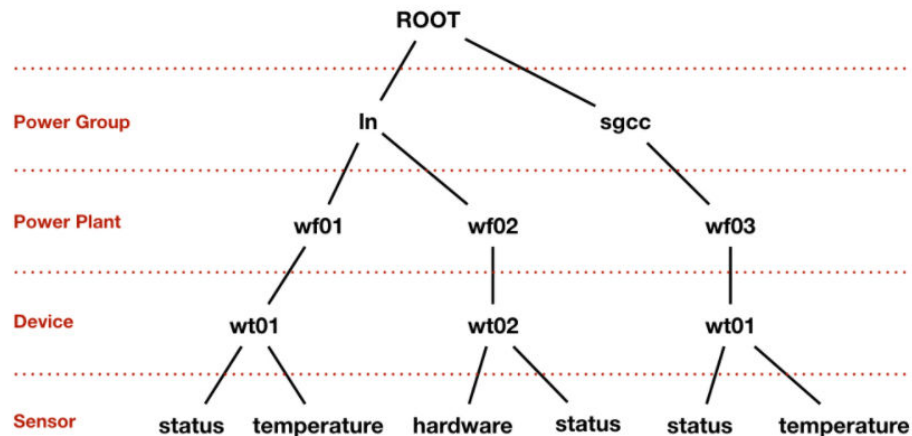 ROOT
Power Group ln sgcc
Power Plant wf01 wf02 wf03
Device wt01 wt02 wt01
Sensor status temperature hardware status status temperature